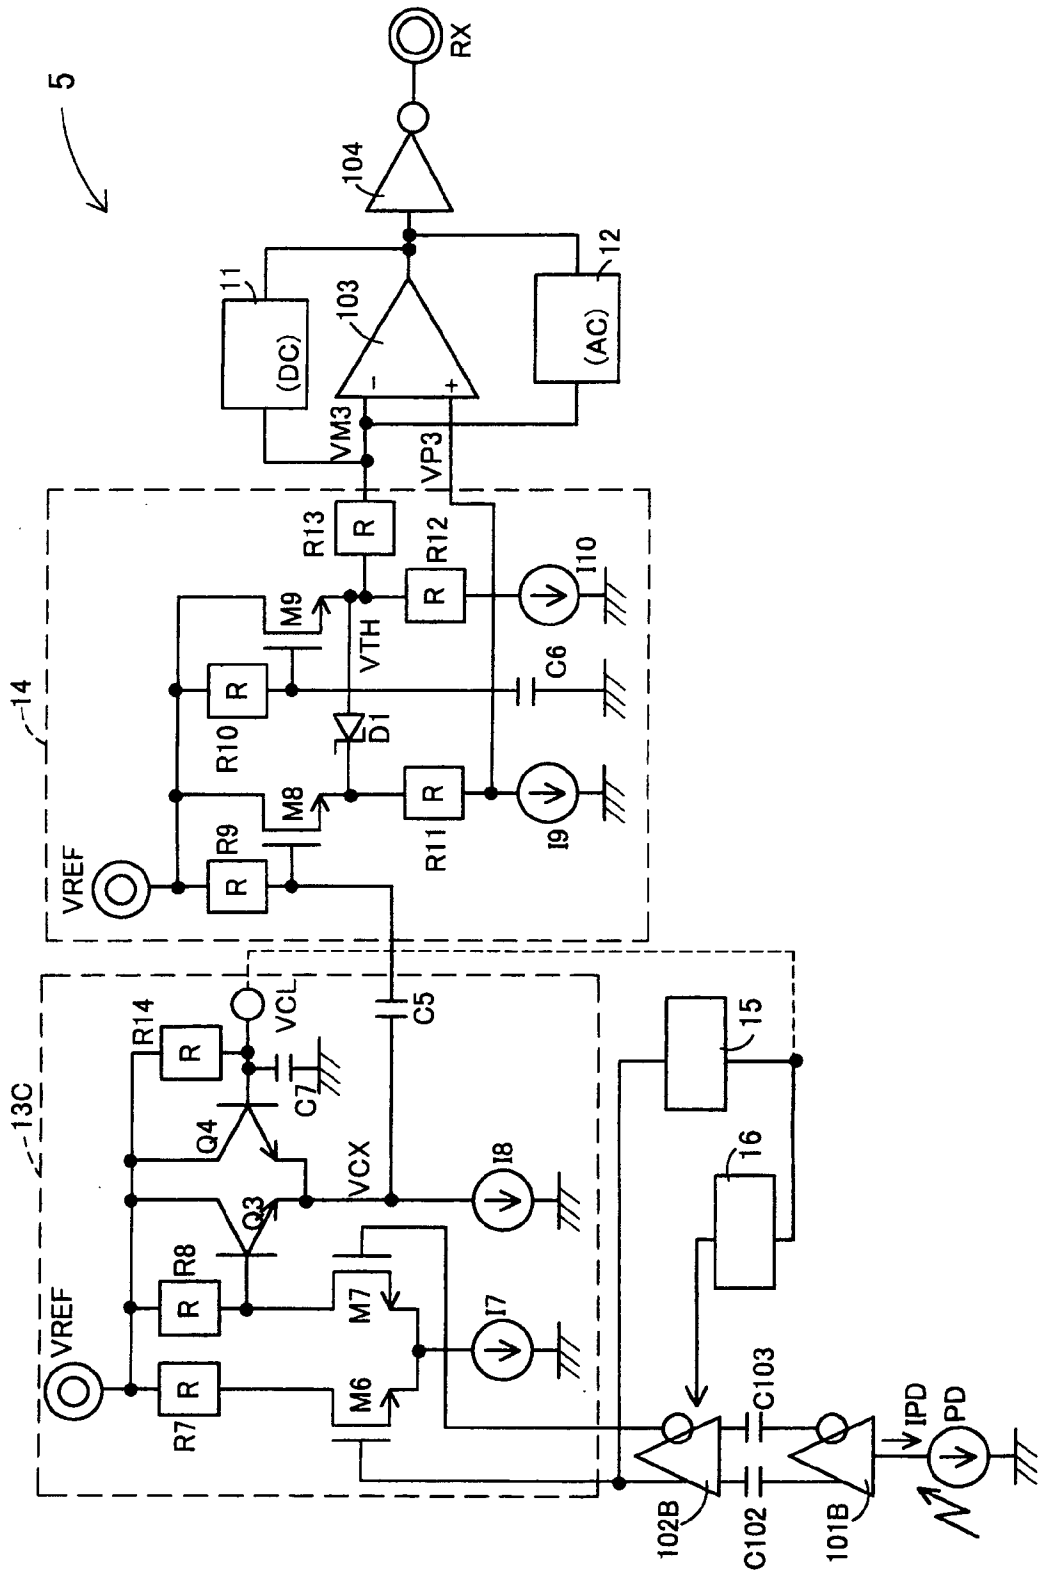 5
14
VREF
R9
R
R10
R
M8
M9
D1
VTH
R11
R
R12
R
R13
R
C6
I9
I10
VM3
VP3
11
(DC)
103
-
+
(AC)
12
104
RX
13C
VREF
R7
R
R8
R
R14
R
Q3
Q4
VCL
C7
VCX
C5
M6
M7
I7
I8
15
16
102B
C102
C103
101B
IPD
PD